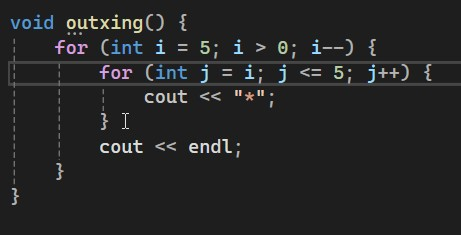 void outxing() {
    for (int i = 5; i > 0; i--) {
        for (int j = i; j <= 5; j++) {
            cout << "*";
        }
        cout << endl;
    }
}